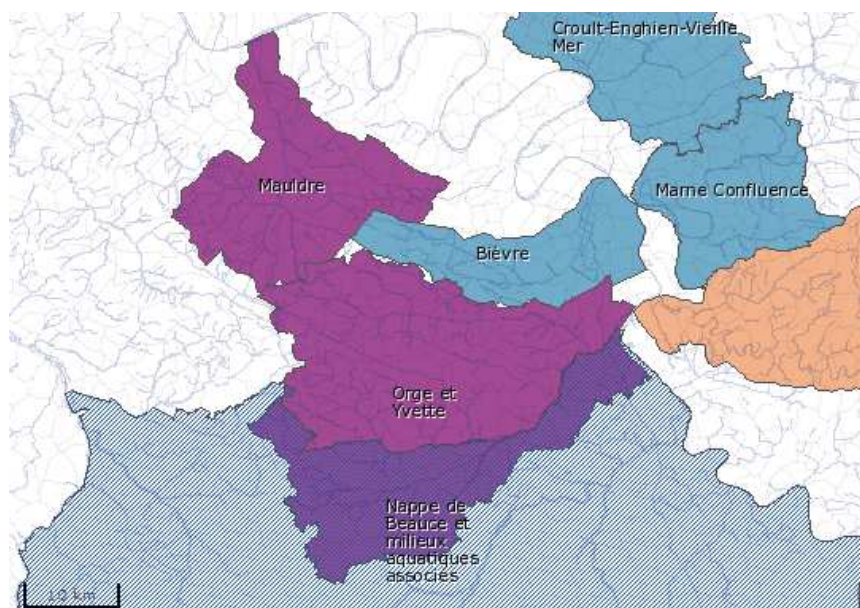 Croult-Enghien-Vieille
Mer
Mauldre
Marne Confluence
Bièvre
Orge et
Yvette
Nappe de
Beauce et
milieux
aquatiques
associés
10 km